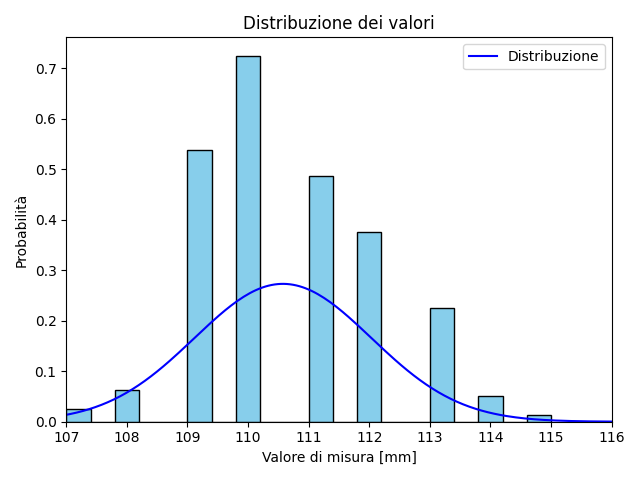 Distribuzione dei valori
Distribuzione
Probabilità
0.7
0.6
0.5
0.4
0.3
0.2
0.1
0.0
107 108 109 110 111 112 113 114 115 116
Valore di misura [mm]